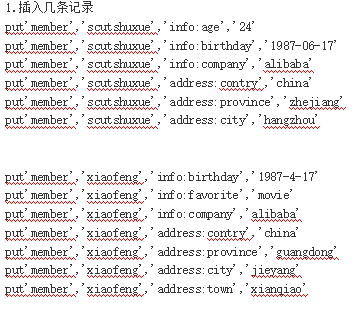 1.插入几条记录
put'member','scutshuxue','info:age','24'
put'member','scutshuxue','info:birthday','1987-06-17'
put'member','scutshuxue','info:company','alibaba'
put'member','scutshuxue','address:contry','china'
put'member','scutshuxue','address:province','zhejiang'
put'member','scutshuxue','address:city','hangzhou'
put'member','xiaofeng','info:birthday','1987-4-17'
put'member','xiaofeng','info:favorite','movie'
put'member','xiaofeng','info:company','alibaba'
put'member','xiaofeng','address:contry','china'
put'member','xiaofeng','address:province','guangdong'
put'member','xiaofeng','address:city','jieyang'
put'member','xiaofeng','address:town','xianqiao'